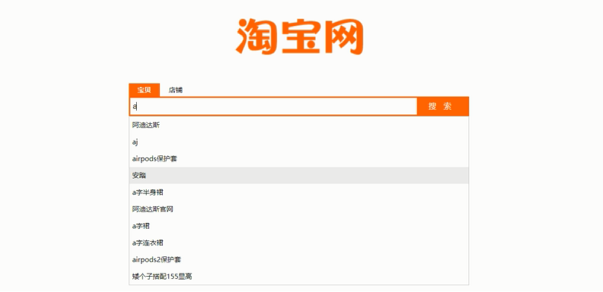 淘宝网
宝贝 店铺
a 搜 索
阿迪达斯
aj
airpods保护套
安踏
a字半身裙
阿迪达斯官网
a字裙
a字连衣裙
airpods2保护套
矮个子搭配155显高